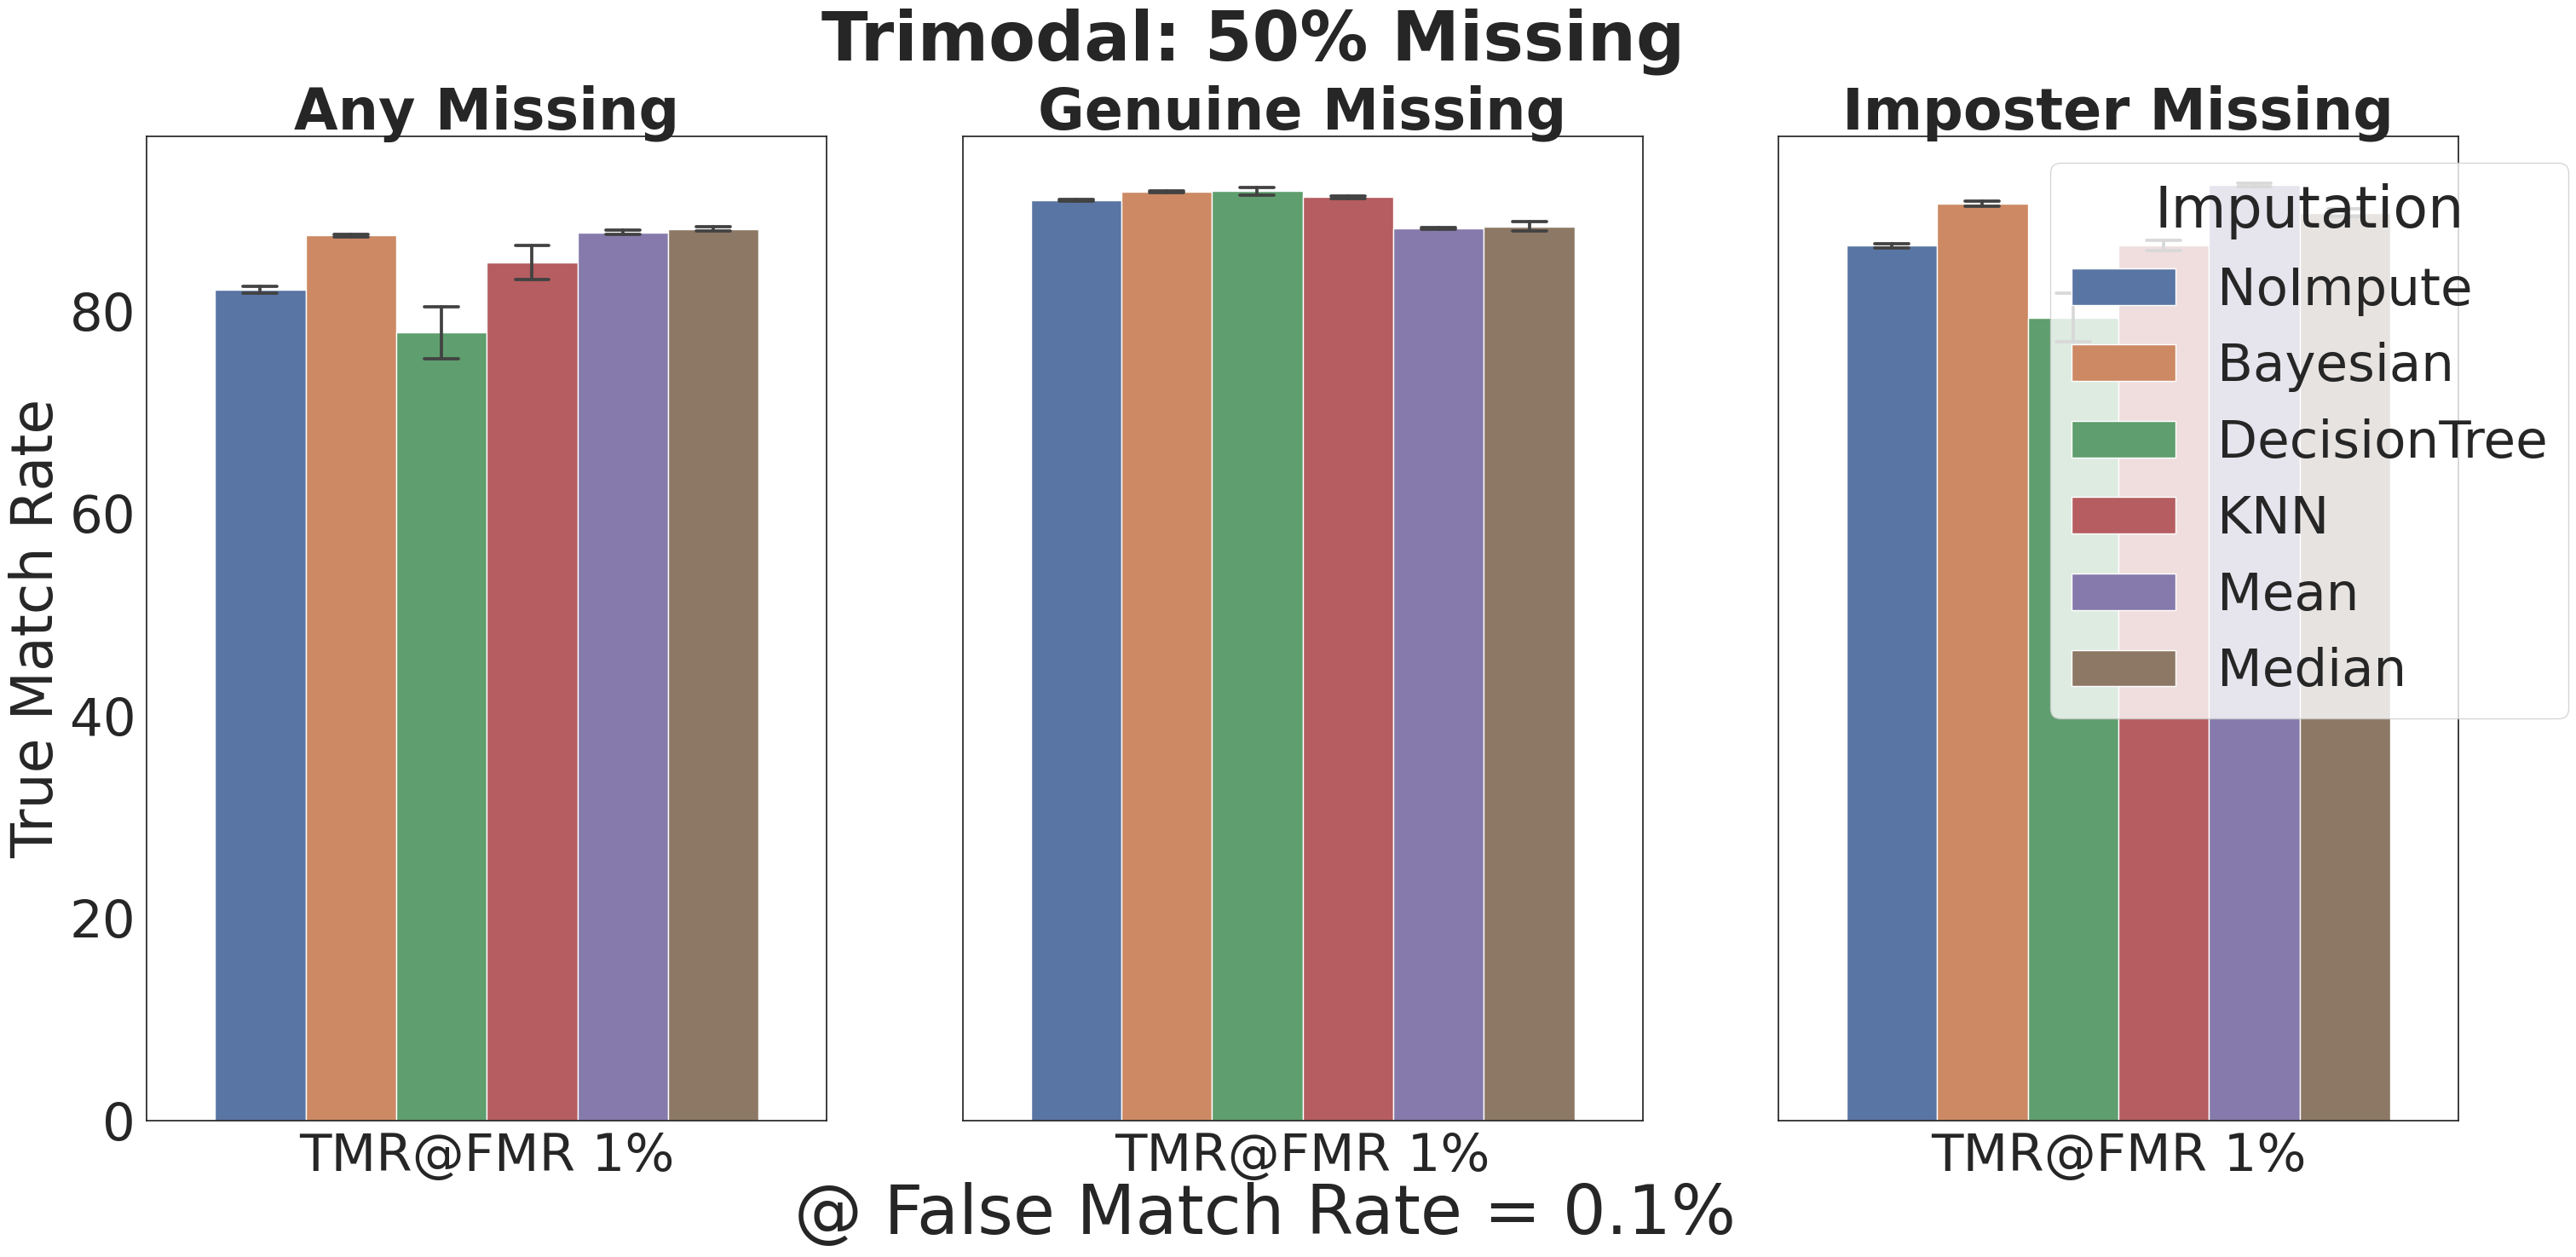 Trimodal: 50% Missing
Any Missing
Genuine Missing
Imposter Missing
True Match Rate
80
60
40
20
0
Imputation
NoImpute
Bayesian
DecisionTree
KNN
Mean
Median
TMR@FMR 1%
TMR@FMR 1%
TMR@FMR 1%
@ False Match Rate = 0.1%